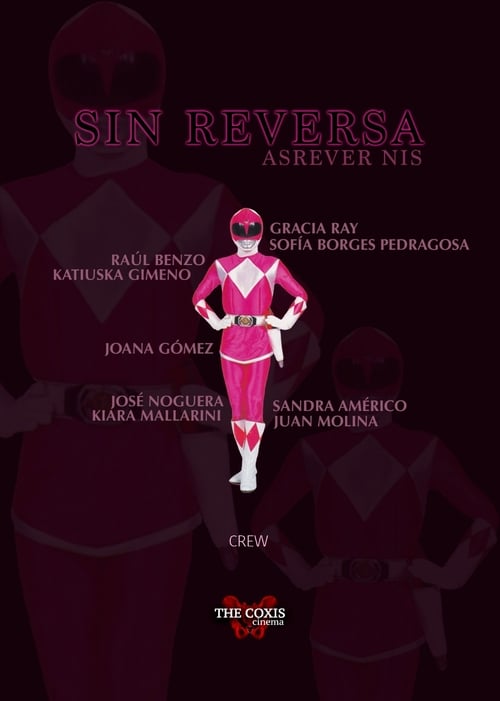 SIN REVERSA
ASREVER NIS
GRACIA RAY
SOFÍA BORGES PEDRAGOSA
RAÚL BENZO
KATIUSKA GIMENO
JOANA GÓMEZ
JOSÉ NOGUERA
KIARA MALLARINI
SANDRA AMÉRICO
JUAN MOLINA
CREW
THE COXIS
cinema